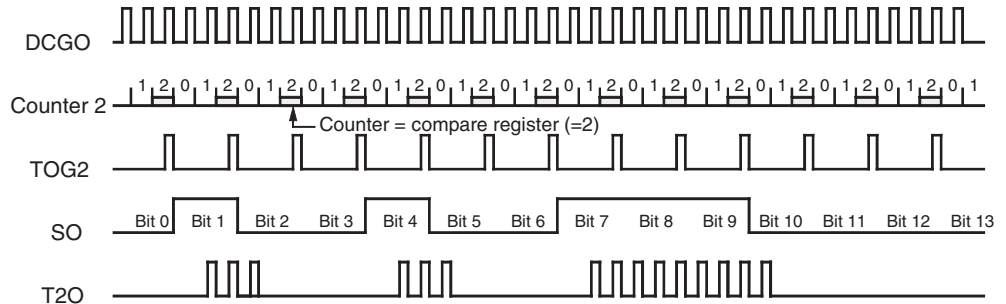 DCGO
1 2 0 1 2 0 1 2 0 1 2 0 1 2 0 1 2 0 1 2 0 1 2 0 1 2 0 1 2 0 1 2 0 1 2 0 1 2 0 1
Counter 2
Counter = compare register (=2)
TOG2
Bit 0 Bit 1 Bit 2 Bit 3 Bit 4 Bit 5 Bit 6 Bit 7 Bit 8 Bit 9 Bit 10 Bit 11 Bit 12 Bit 13
SO
T2O